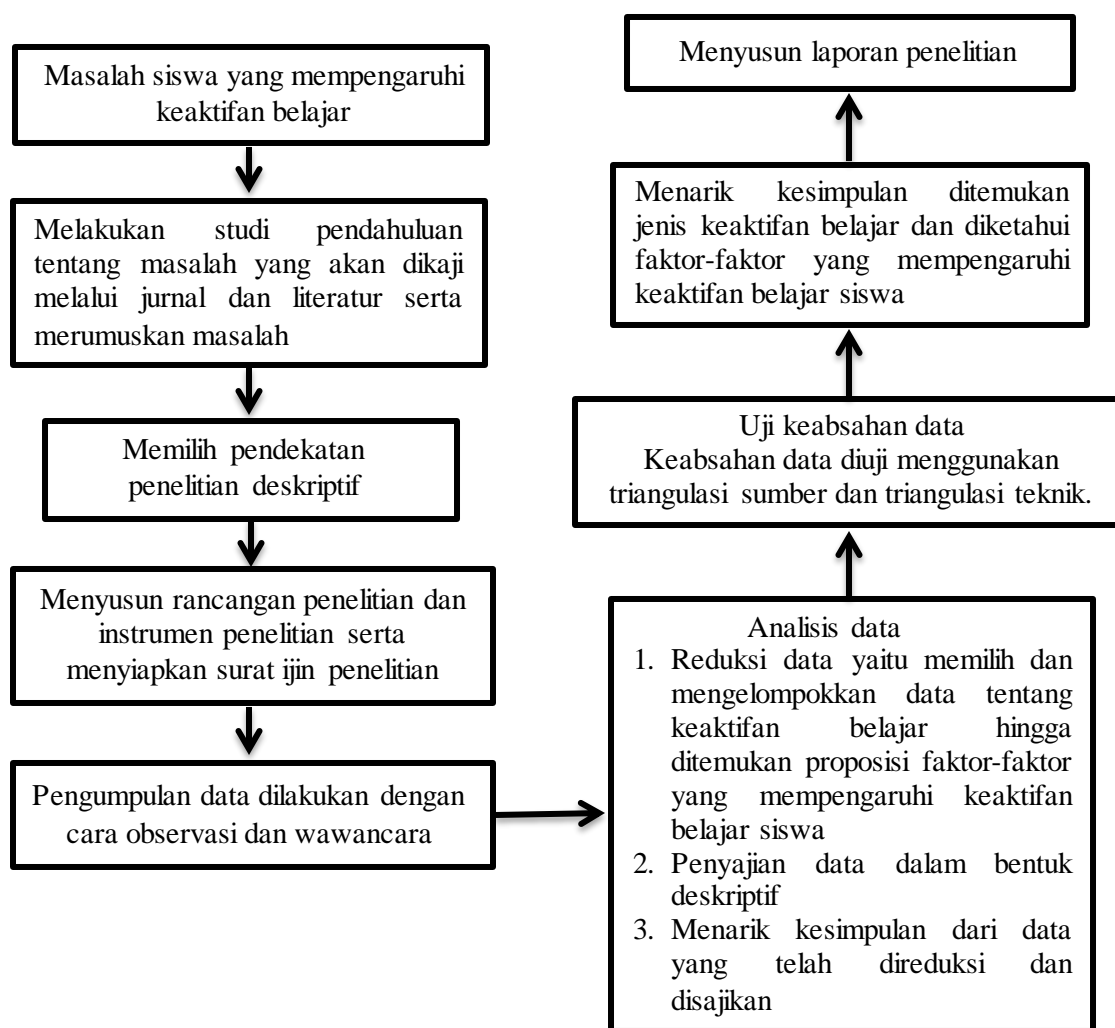 Masalah siswa yang mempengaruhi
keaktifan belajar
Melakukan studi pendahuluan
tentang masalah yang akan dikaji
melalui jurnal dan literatur serta
merumuskan masalah
Memilih pendekatan
penelitian deskriptif
Menyusun rancangan penelitian dan
instrumen penelitian serta
menyiapkan surat ijin penelitian
Pengumpulan data dilakukan dengan
cara observasi dan wawancara
Analisis data
1. Reduksi data yaitu memilih dan
mengelompokkan data tentang
keaktifan belajar hingga
ditemukan proposisi faktor-faktor
yang mempengaruhi keaktifan
belajar siswa
2. Penyajian data dalam bentuk
deskriptif
3. Menarik kesimpulan dari data
yang telah direduksi dan
disajikan
Uji keabsahan data
Keabsahan data diuji menggunakan
triangulasi sumber dan triangulasi teknik.
Menarik kesimpulan ditemukan
jenis keaktifan belajar dan diketahui
faktor-faktor yang mempengaruhi
keaktifan belajar siswa
Menyusun laporan penelitian